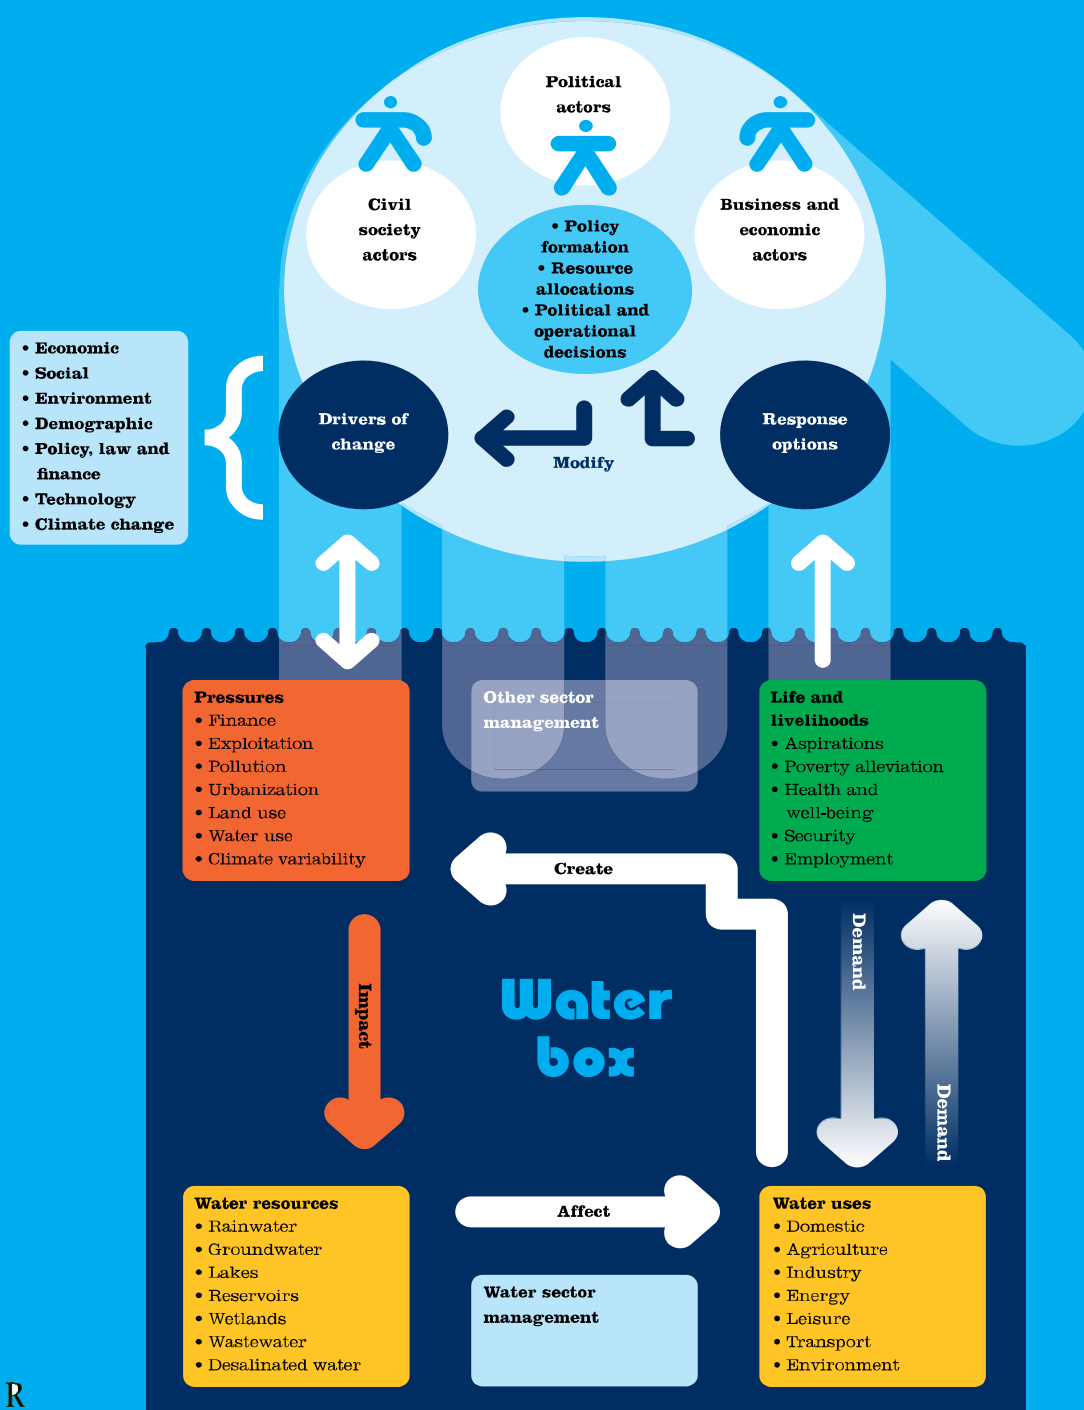 Political
actors
Civil
society
actors
Business and
economic
actors
• Policy
formation
• Resource
allocations
• Political and
operational
decisions
• Economic
• Social
• Environment
• Demographic
• Policy, law and
finance
• Technology
• Climate change
Drivers of
change
Modify
Response
options
Pressures
• Finance
• Exploitation
• Pollution
• Urbanization
• Land use
• Water use
• Climate variability
Other sector
management
Life and
livelihoods
• Aspirations
• Poverty alleviation
• Health and
well-being
• Security
• Employment
Create
Impact
Water
box
Demand
Demand
Water resources
• Rainwater
• Groundwater
• Lakes
• Reservoirs
• Wetlands
• Wastewater
• Desalinated water
Affect
Water sector
management
Water uses
• Domestic
• Agriculture
• Industry
• Energy
• Leisure
• Transport
• Environment
R